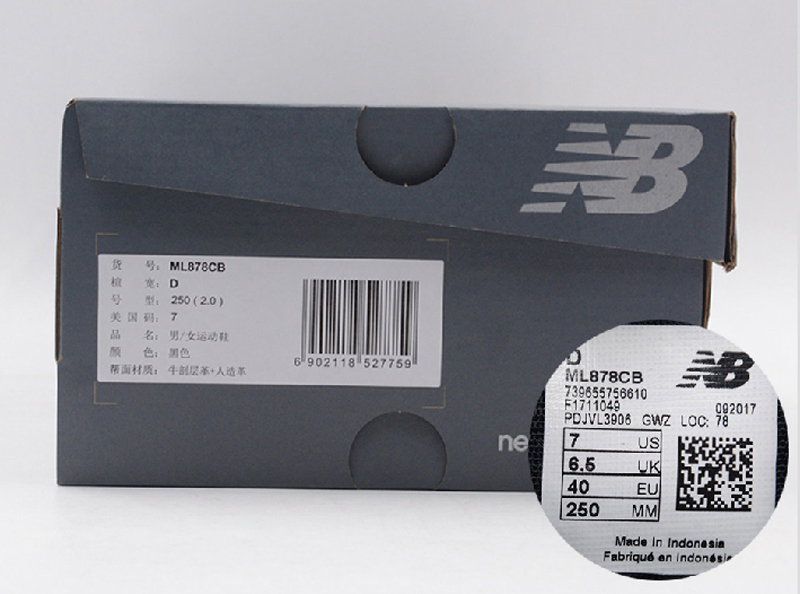 NB
货 号: ML878CB
楦 宽: D
号 型: 250 ( 2.0 )
美 国 码: 7
品 名: 男/女运动鞋
颜 色: 黑色
帮面材质: 牛剖层革+人造革
6 902118 527759
ne
D
NB
ML878CB
739655756610
F1711049 092017
PDJVL3906 GWZ LOC: 78
7 US
6.5 UK
40 EU
250 MM
Made in Indonesia
Fabriqué en Indonésie